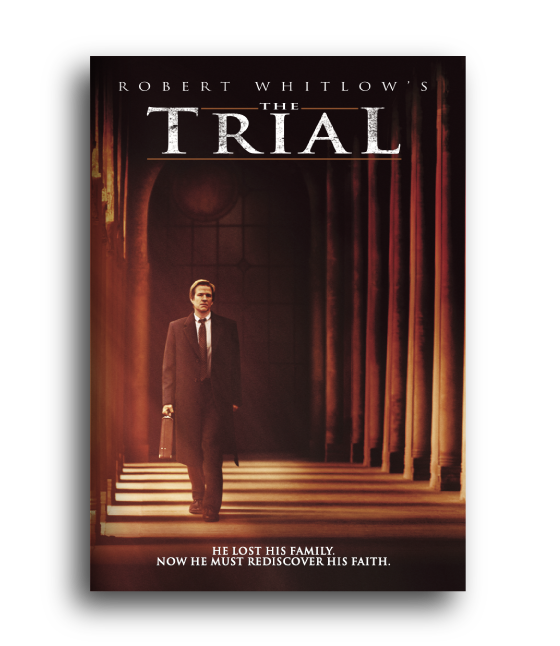 ROBERT WHITLOW'S
THE
TRIAL
HE LOST HIS FAMILY.
NOW HE MUST REDISCOVER HIS FAITH.